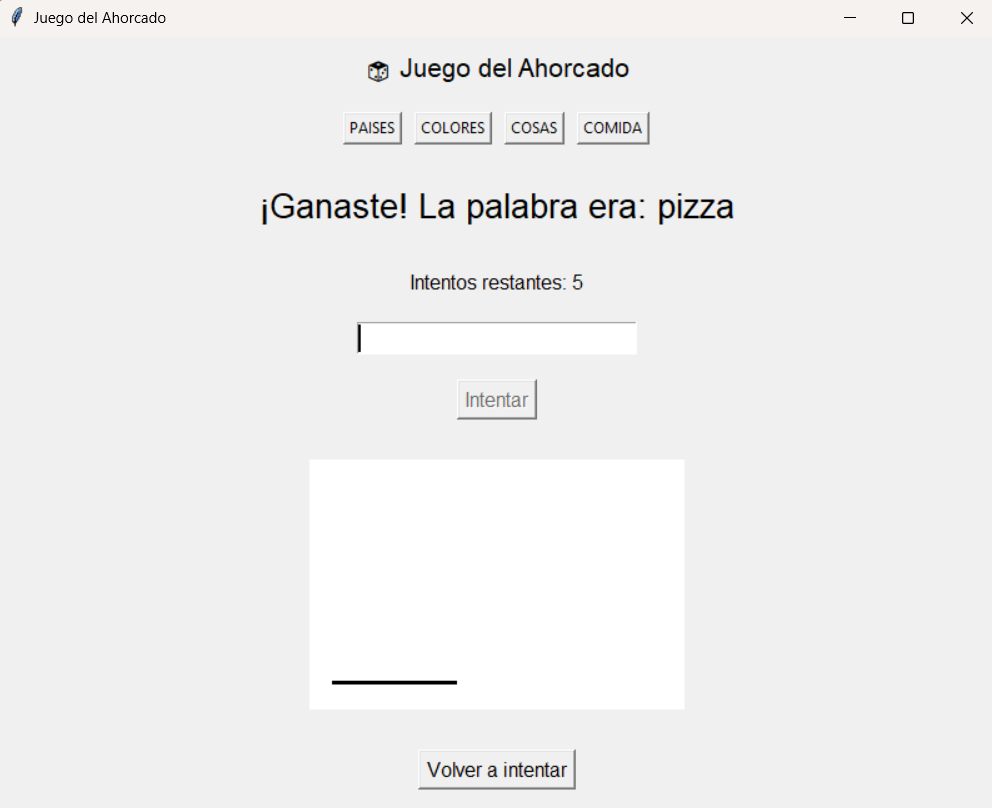 Juego del Ahorcado
🎲 Juego del Ahorcado
PAISES COLORES COSAS COMIDA
¡Ganaste! La palabra era: pizza
Intentos restantes: 5
Intentar
Volver a intentar